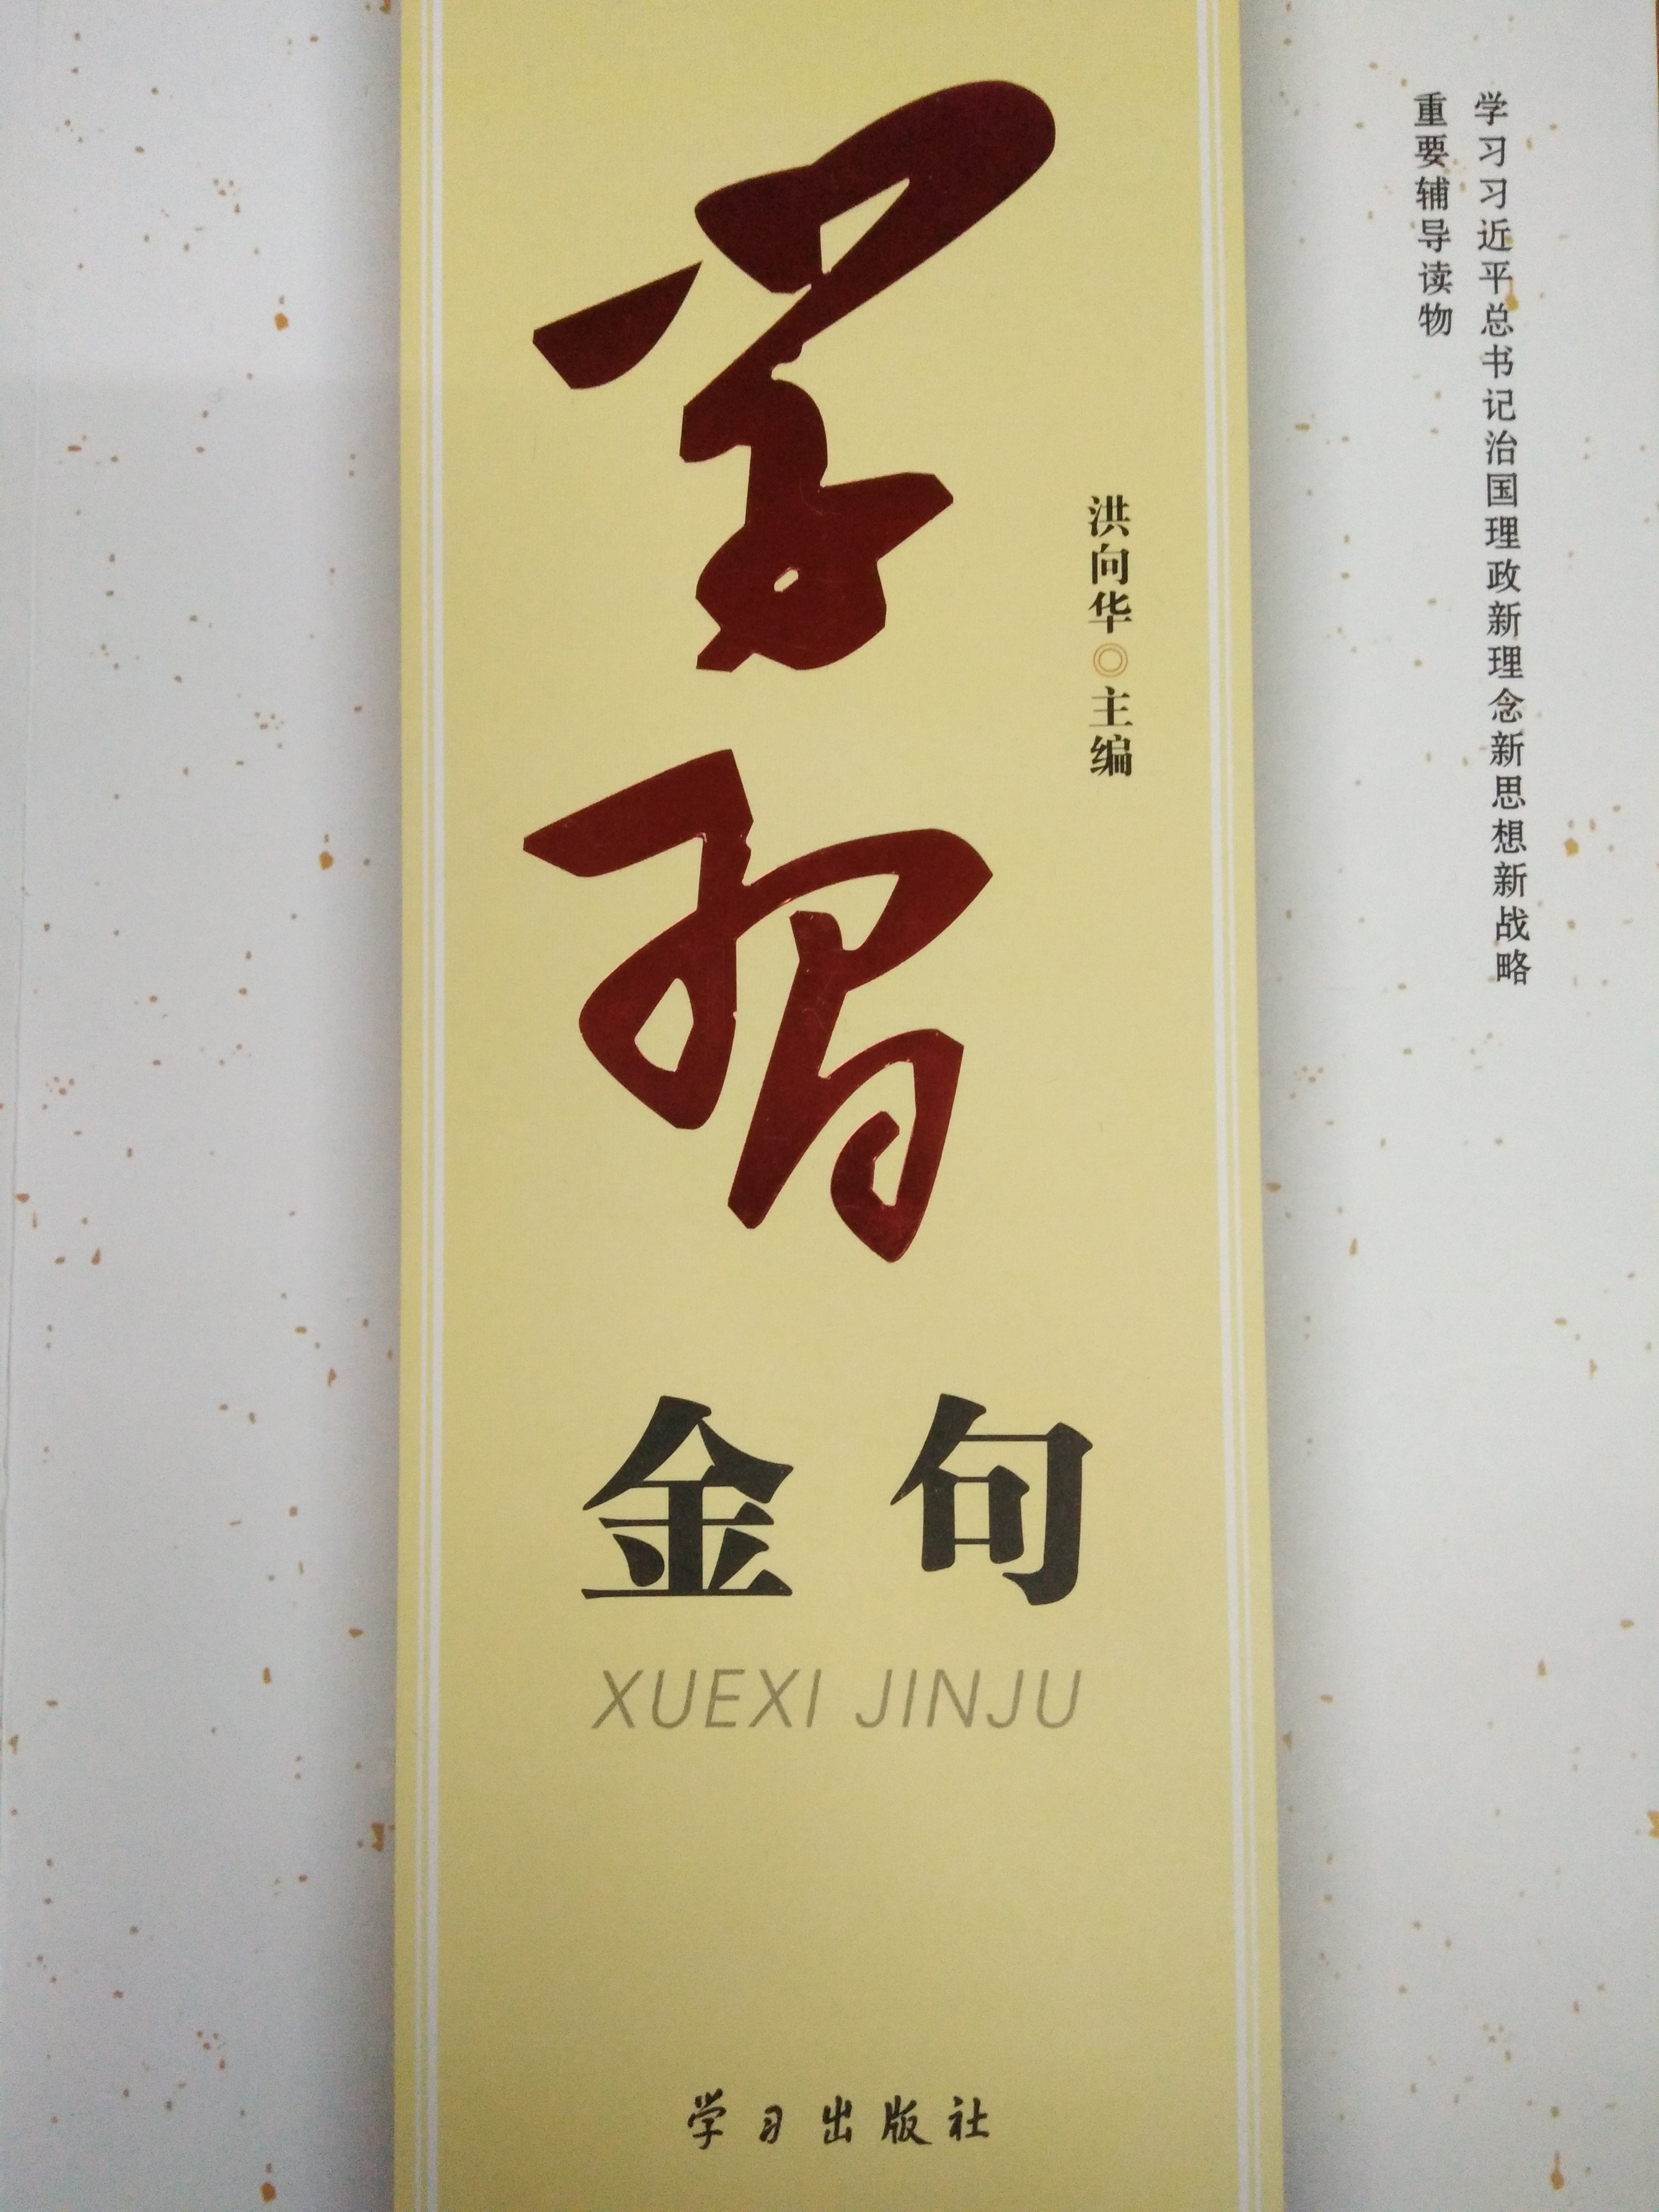 学习习近平总书记治国理政新理念新思想新战略
重要辅导读物
洪向华◎主编
学习
金句
XUEXI JINJU
学习出版社